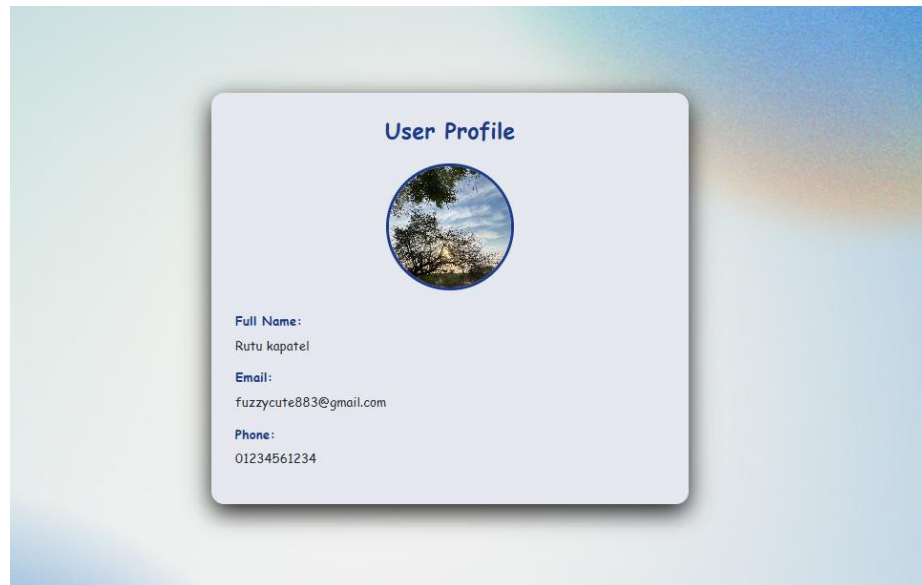 User Profile
Full Name:
Rutu kapatel
Email:
fuzzycute883@gmail.com
Phone:
01234561234